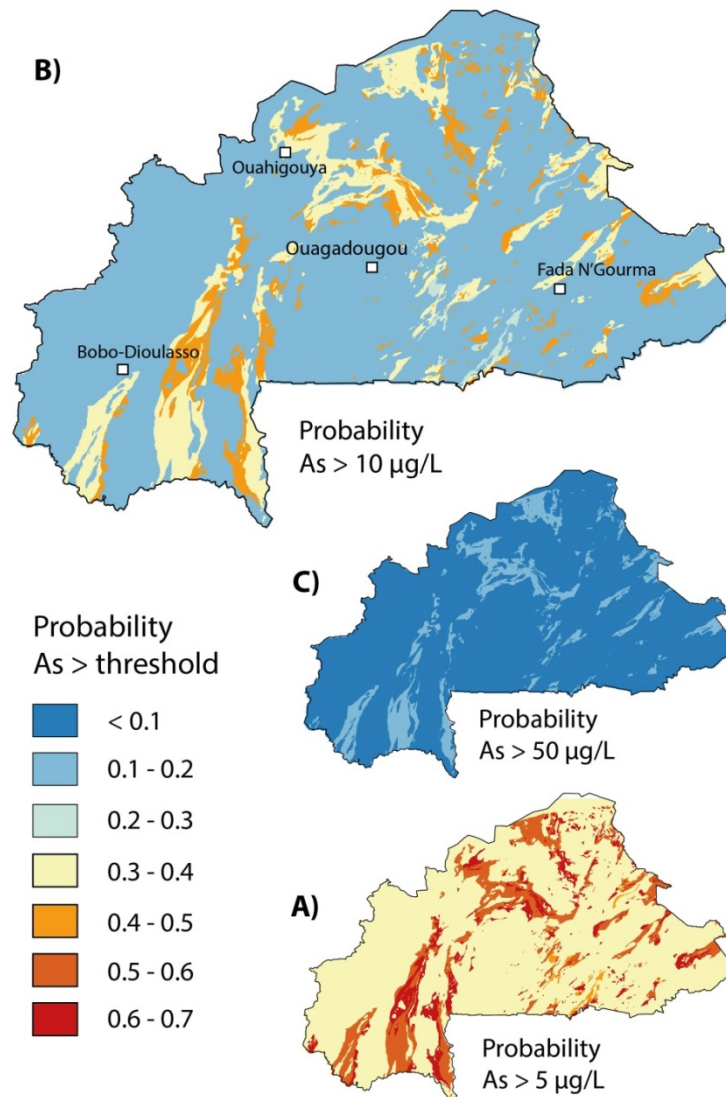 B)
Ouahigouya
Ouagadougou
Fada N'Gourma
Bobo-Dioulasso
Probability
As > 10 µg/L
C)
Probability
As > 50 µg/L
Probability
As > threshold
< 0.1
0.1 - 0.2
0.2 - 0.3
0.3 - 0.4
0.4 - 0.5
0.5 - 0.6
0.6 - 0.7
A)
Probability
As > 5 µg/L